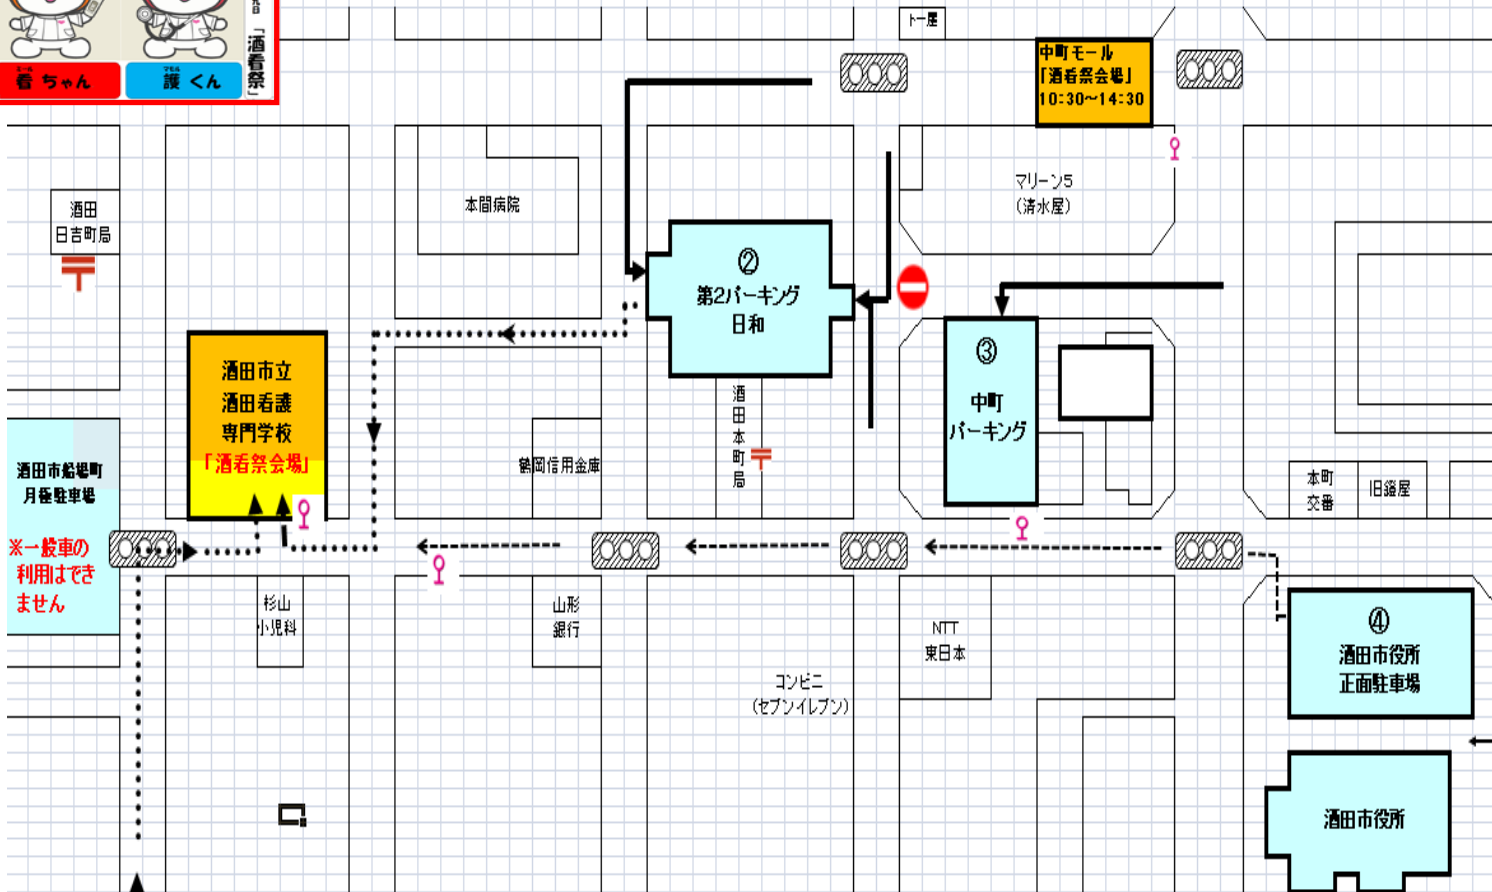 「酒看祭」
看ちゃん
護くん
マモル
トー屋
中町モール
「酒看祭会場」
10:30~14:30
酒田
日吉町局
本間病院
マリーン5
(清水屋)
②
第2パーキング
日和
③
中町
パーキング
酒田市立
酒田看護
専門学校
「酒看祭会場」
酒田本町局
鶴岡信用金庫
酒田市船場町
月極駐車場
※一般車の
利用はでき
ません
本町
交番
旧鐙屋
杉山
小児科
山形
銀行
NTT
東日本
コンビニ
(セブンイレブン)
④
酒田市役所
正面駐車場
酒田市役所